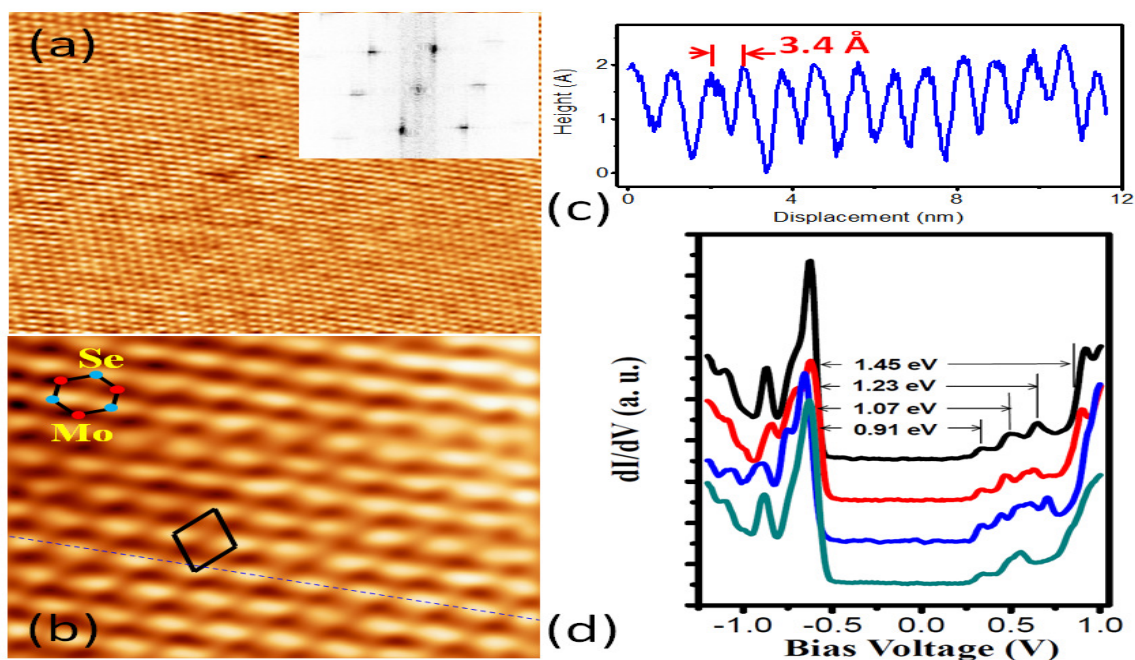 (a)
Se
Mo
(b)
3.4 Å
Height (A)
2
1
0
0
4
8
12
Displacement (nm)
(c)
dI/dV (a. u.)
1.45 eV
1.23 eV
1.07 eV
0.91 eV
-1.0
-0.5
0.0
0.5
1.0
Bias Voltage (V)
(d)